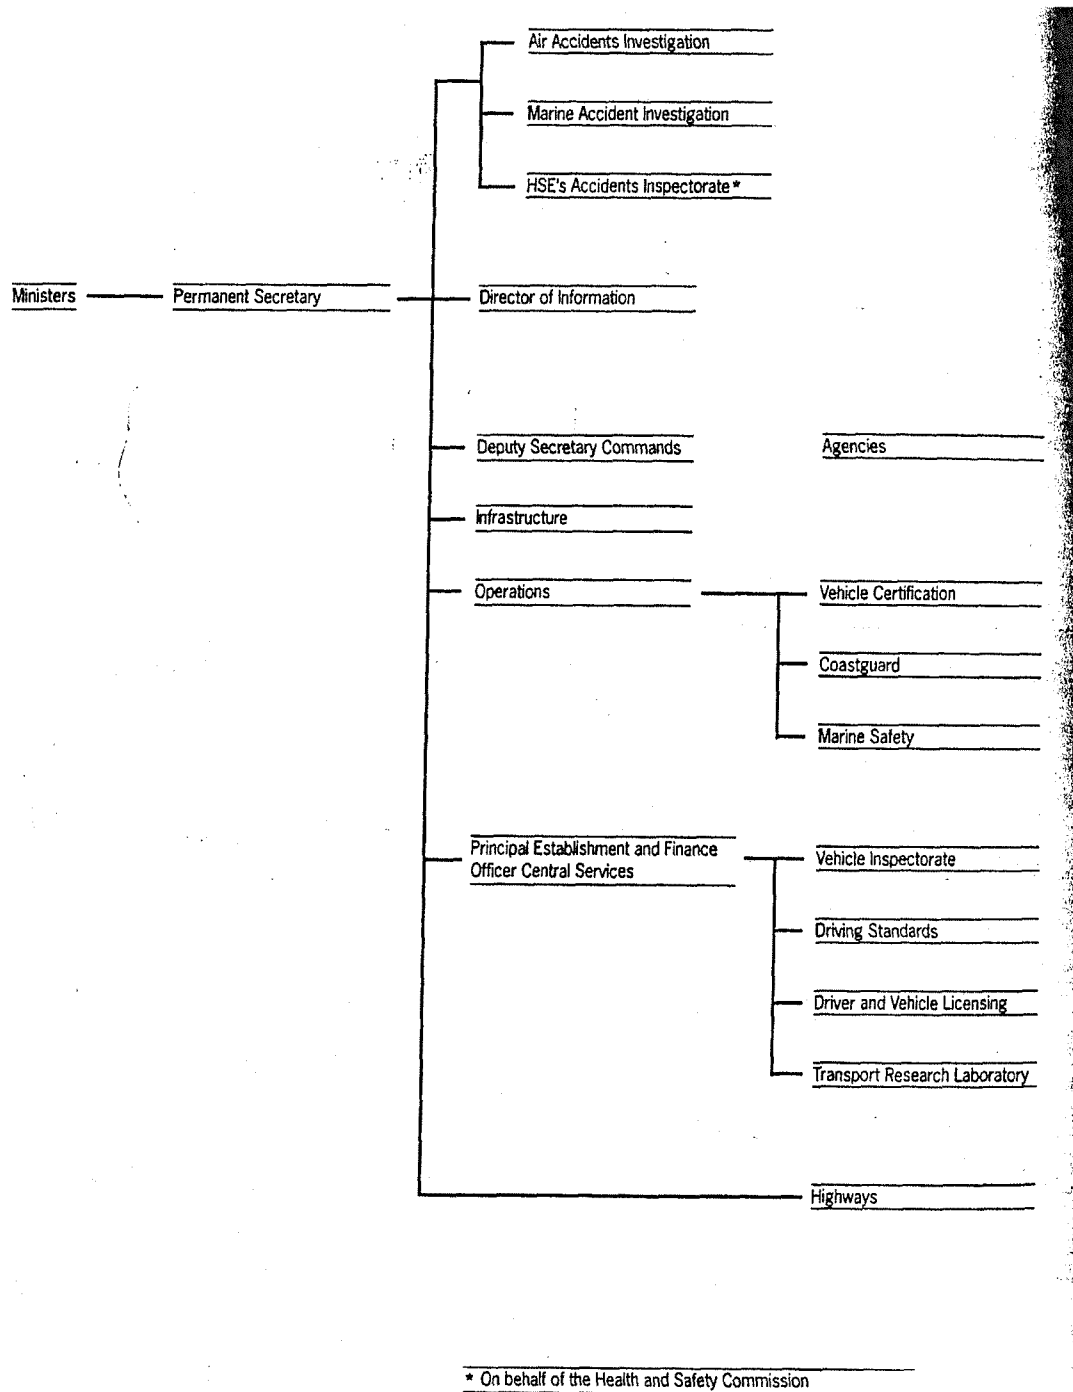 Air Accidents Investigation
Marine Accident Investigation
HSE's Accidents Inspectorate*
Ministers
Permanent Secretary
Director of Information
Deputy Secretary Commands
Agencies
Infrastructure
Operations
Vehicle Certification
Coastguard
Marine Safety
Principal Establishment and Finance
Officer Central Services
Vehicle Inspectorate
Driving Standards
Driver and Vehicle Licensing
Transport Research Laboratory
Highways
* On behalf of the Health and Safety Commission